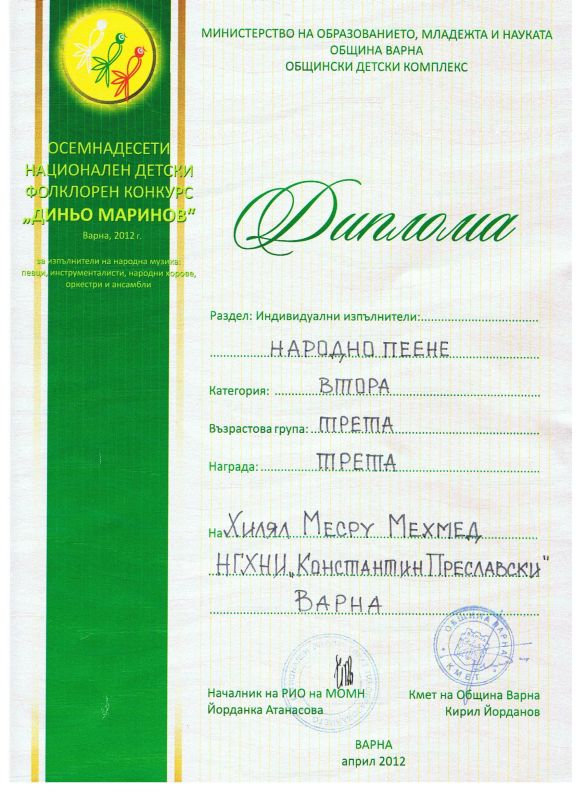 ОСЕМНАДЕСЕТИ
НАЦИОНАЛЕН ДЕТСКИ
ФОЛКЛОРЕН КОНКУРС
„ДИНЬО МАРИНОВ“
Варна, 2012 г.
за изпълнители на народна музика:
певци, инструменталисти, народни хорове,
оркестри и ансамбли
МИНИСТЕРСТВО НА ОБРАЗОВАНИЕТО, МЛАДЕЖТА И НАУКАТА
ОБЩИНА ВАРНА
ОБЩИНСКИ ДЕТСКИ КОМПЛЕКС
Диплома
Раздел: Индивидуални изпълнители:
НАРОДНО ПЕЕНЕ
Категория: ВТОРА
Възрастова група: ТРЕТА
Награда: ТРЕТА
На ХИЛЯЛ МЕСРУ МЕХМЕД
НГХНИ „КОНСТАНТИН ПРЕСЛАВСКИ“
ВАРНА
ОБЩИНА ВАРНА
КМЕТ
Началник на РИО на МОМН
Йорданка Атанасова
Кмет на Община Варна
Кирил Йорданов
ВАРНА
април 2012